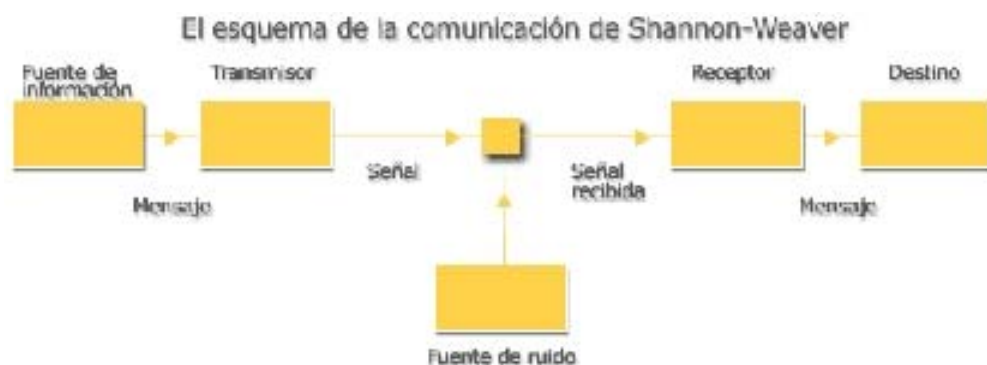 El esquema de la comunicación de Shannon-Weaver
Fuente de
información
Transmisor
Receptor
Destino
Señal
Señal
recibida
Mensaje
Mensaje
Fuente de ruido